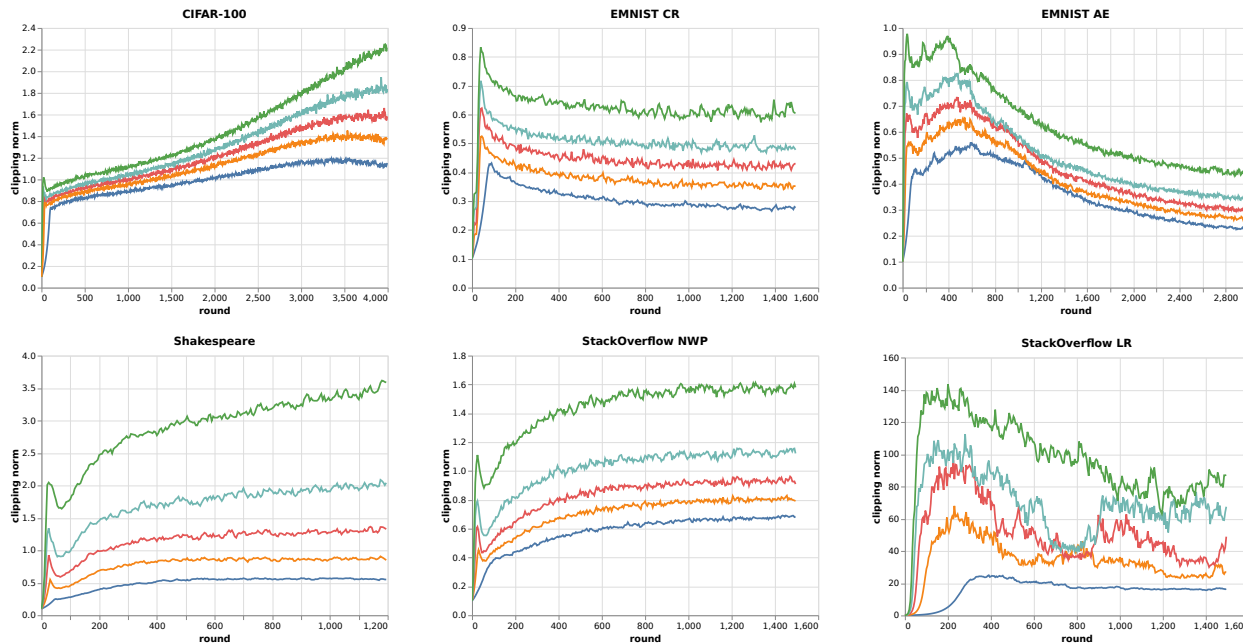 CIFAR-100
2.4
2.2
2.0
1.8
1.6
1.4
1.2
1.0
0.8
0.6
0.4
0.2
0.0
clipping norm
0 500 1,000 1,500 2,000 2,500 3,000 3,500 4,000
round
EMNIST CR
0.9
0.8
0.7
0.6
0.5
0.4
0.3
0.2
0.1
0.0
clipping norm
0 200 400 600 800 1,000 1,200 1,400 1,600
round
EMNIST AE
1.0
0.9
0.8
0.7
0.6
0.5
0.4
0.3
0.2
0.1
0.0
clipping norm
0 400 800 1,200 1,600 2,000 2,400 2,800
round
Shakespeare
4.0
3.5
3.0
2.5
2.0
1.5
1.0
0.5
0.0
clipping norm
0 200 400 600 800 1,000 1,200
round
StackOverflow NWP
1.8
1.6
1.4
1.2
1.0
0.8
0.6
0.4
0.2
0.0
clipping norm
0 200 400 600 800 1,000 1,200 1,400 1,600
round
StackOverflow LR
160
140
120
100
80
60
40
20
0
clipping norm
0 200 400 600 800 1,000 1,200 1,400 1,60
round